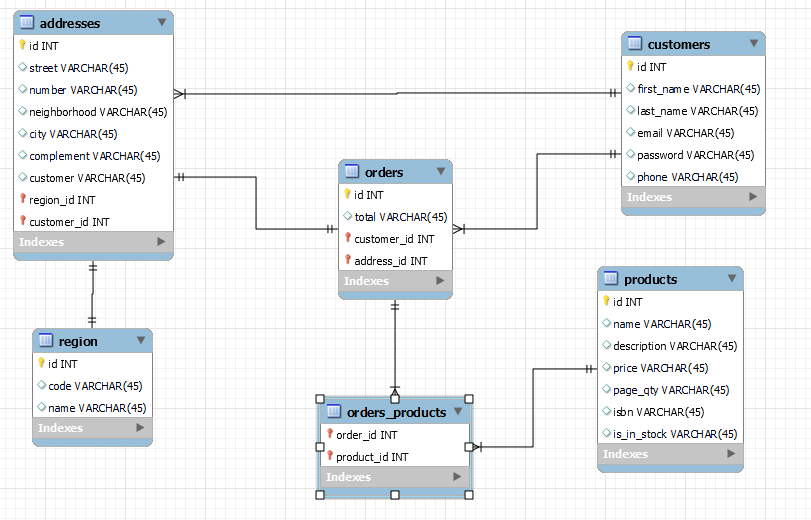 addresses
id INT
street VARCHAR(45)
number VARCHAR(45)
neighborhood VARCHAR(45)
city VARCHAR(45)
complement VARCHAR(45)
customer VARCHAR(45)
region_id INT
customer_id INT
Indexes
customers
id INT
first_name VARCHAR(45)
last_name VARCHAR(45)
email VARCHAR(45)
password VARCHAR(45)
phone VARCHAR(45)
Indexes
orders
id INT
total VARCHAR(45)
customer_id INT
address_id INT
Indexes
products
id INT
name VARCHAR(45)
description VARCHAR(45)
price VARCHAR(45)
page_qty VARCHAR(45)
isbn VARCHAR(45)
is_in_stock VARCHAR(45)
Indexes
region
id INT
code VARCHAR(45)
name VARCHAR(45)
Indexes
orders_products
order_id INT
product_id INT
Indexes